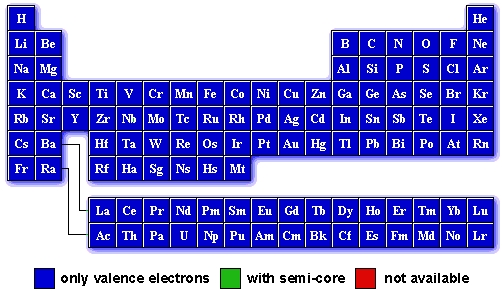 H He
Li Be B C N O F Ne
Na Mg Al Si P S Cl Ar
K Ca Sc Ti V Cr Mn Fe Co Ni Cu Zn Ga Ge As Se Br Kr
Rb Sr Y Zr Nb Mo Tc Ru Rh Pd Ag Cd In Sn Sb Te I Xe
Cs Ba Hf Ta W Re Os Ir Pt Au Hg Tl Pb Bi Po At Rn
Fr Ra Rf Ha Sg Ns Hs Mt
La Ce Pr Nd Pm Sm Eu Gd Tb Dy Ho Er Tm Yb Lu
Ac Th Pa U Np Pu Am Cm Bk Cf Es Fm Md No Lr
only valence electrons with semi-core not available